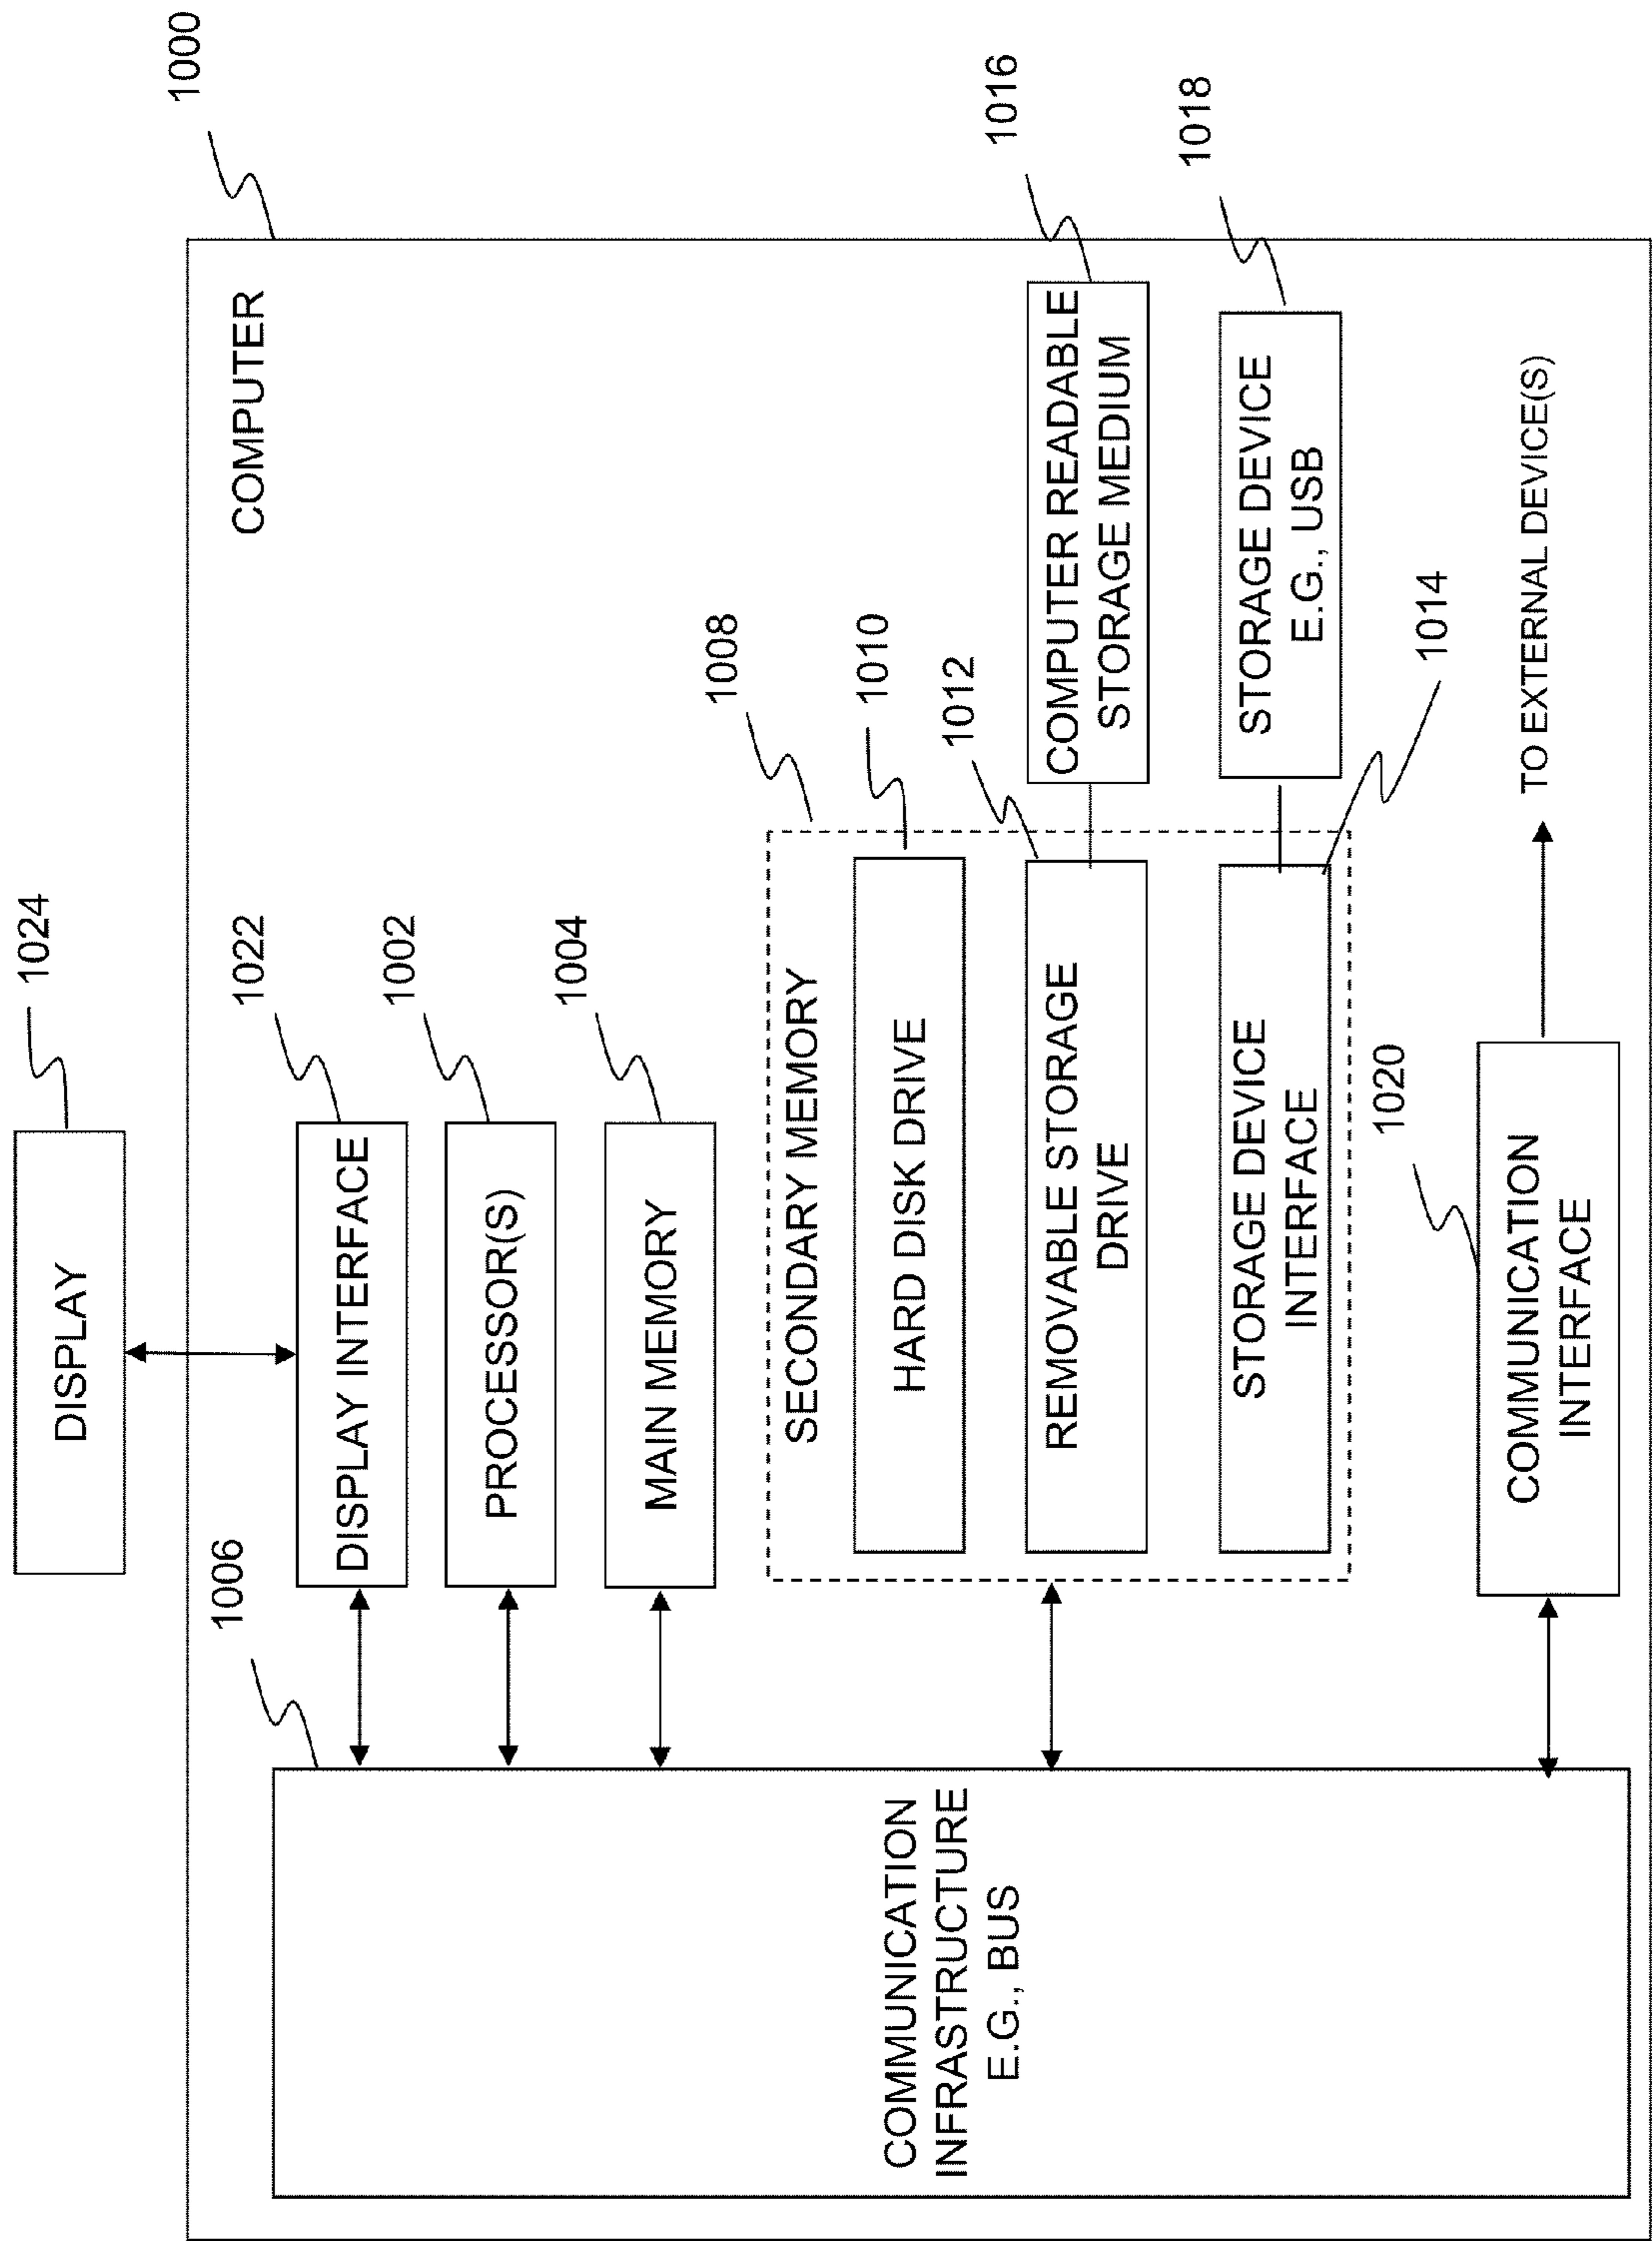 1024
DISPLAY
1000
COMPUTER
1006
1022
DISPLAY INTERFACE
1002
PROCESSOR(S)
1004
MAIN MEMORY
1008
SECONDARY MEMORY
1010
HARD DISK DRIVE
1012
REMOVABLE STORAGE
DRIVE
1016
COMPUTER READABLE
STORAGE MEDIUM
1018
STORAGE DEVICE
INTERFACE
STORAGE DEVICE
E.G., USB
1014
COMMUNICATION
INFRASTRUCTURE
E.G., BUS
1020
COMMUNICATION
INTERFACE
TO EXTERNAL DEVICE(S)